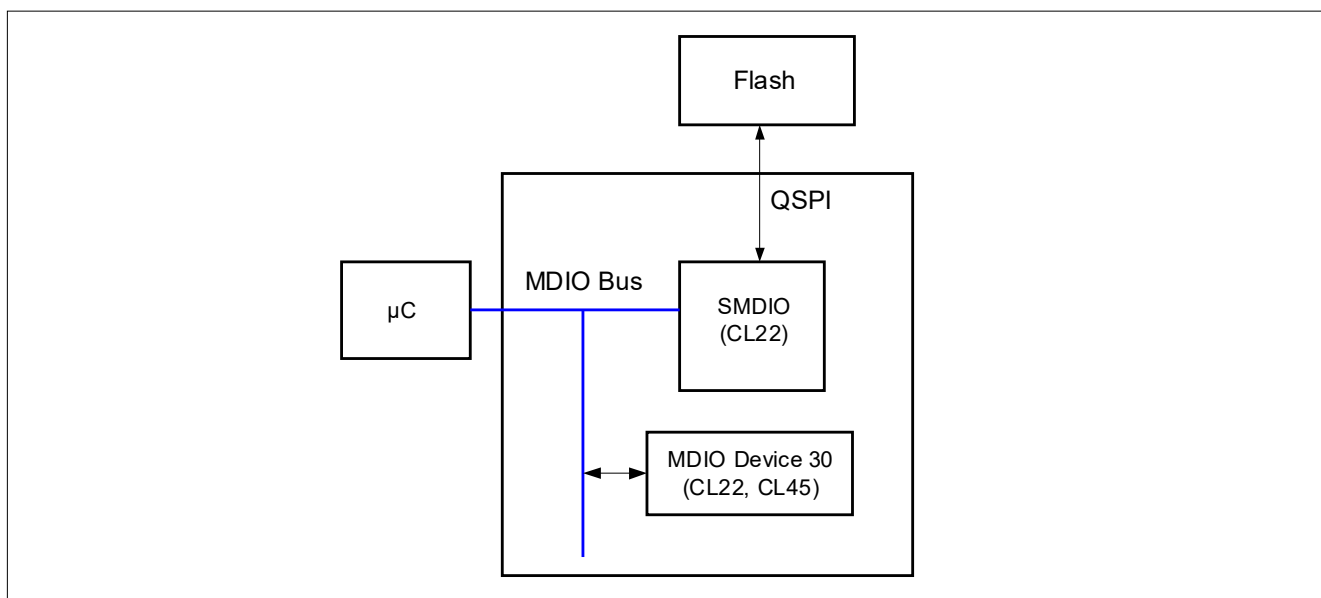 Flash
QSPI
MDIO Bus
µC
SMDIO
(CL22)
MDIO Device 30
(CL22, CL45)